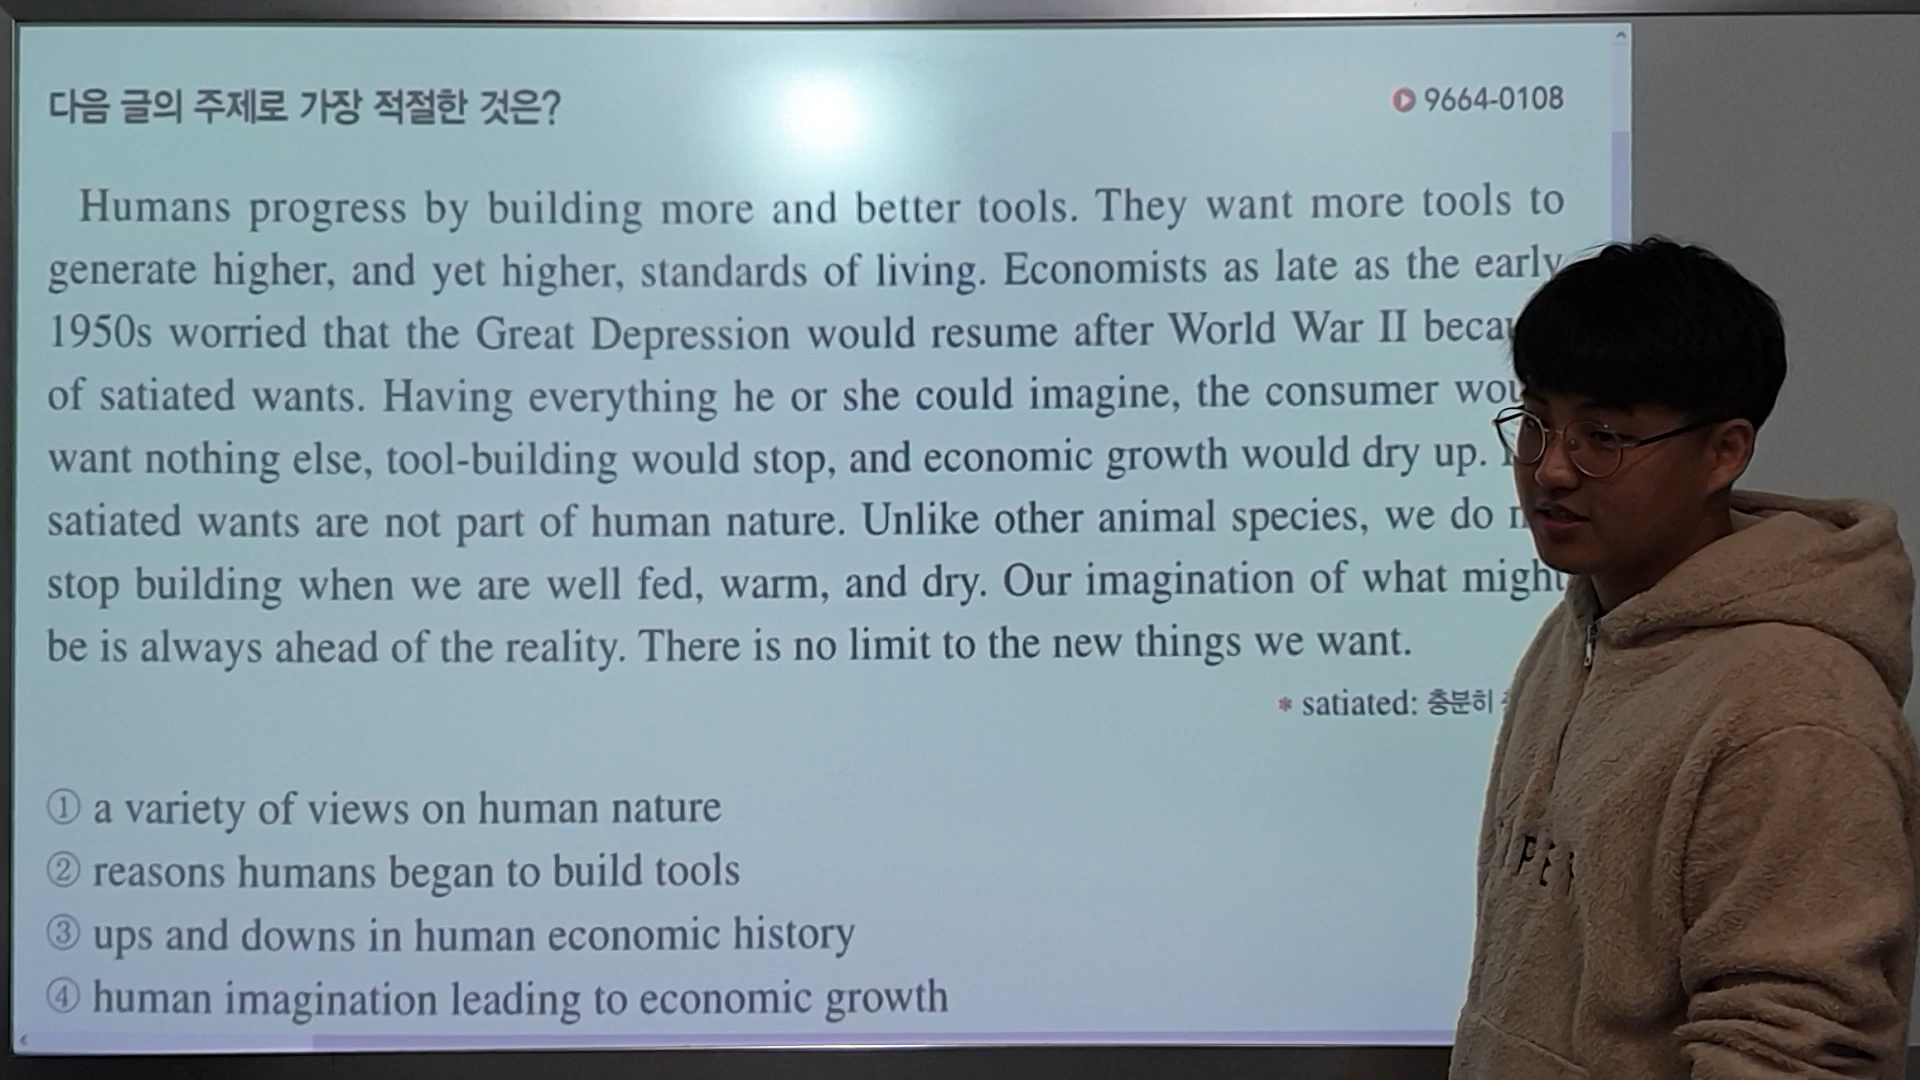 다음 글의 주제로 가장 적절한 것은?
9664-0108
Humans progress by building more and better tools. They want more tools to
generate higher, and yet higher, standards of living. Economists as late as the early
1950s worried that the Great Depression would resume after World War II
of satiated wants. Having everything he or she could imagine, the consumer
want nothing else, tool-building would stop, and economic growth would dry up.
satiated wants are not part of human nature. Unlike other animal species, we do
stop building when we are well fed, warm, and dry. Our imagination of what might
be is always ahead of the reality. There is no limit to the new things we want.
* satiated: 충분히
① a variety of views on human nature
② reasons humans began to build tools
③ ups and downs in human economic history
④ human imagination leading to economic growth